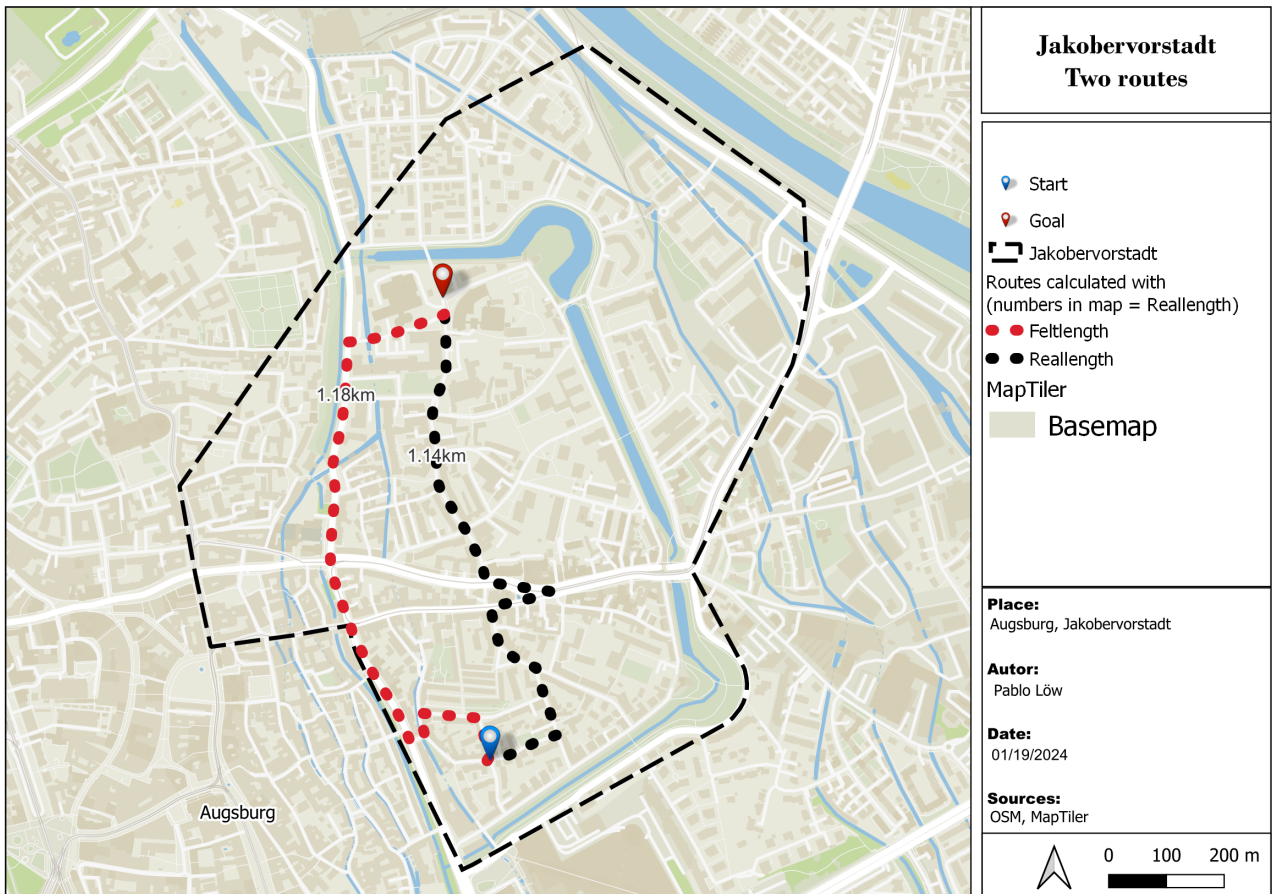 Jakobervorstadt
Two routes
Start
Goal
Jakobervorstadt
Routes calculated with
(numbers in map = Reallength)
Feltlength
Reallength
MapTiler
Basemap
1.18km
1.14km
Augsburg
Place:
Augsburg, Jakobervorstadt
Autor:
Pablo Löw
Date:
01/19/2024
Sources:
OSM, MapTiler
0 100 200 m